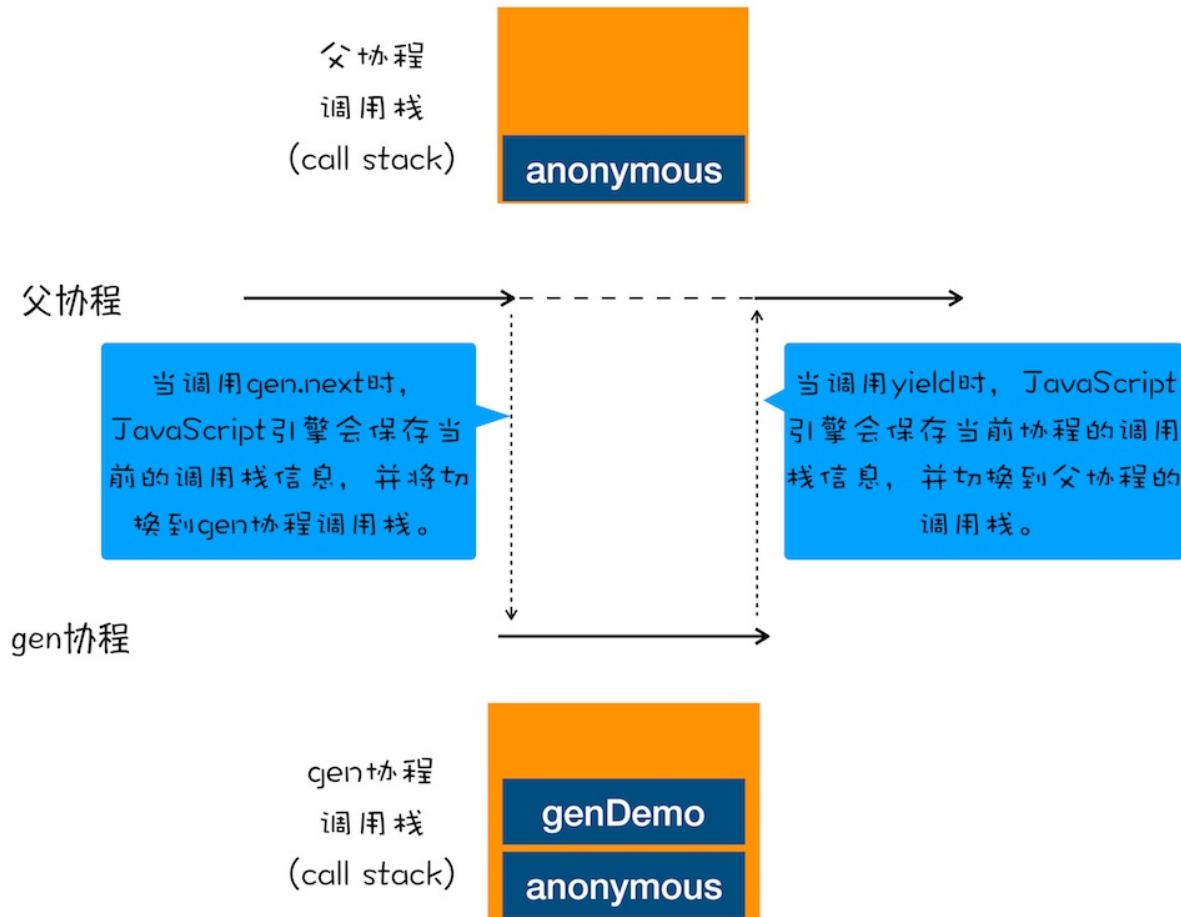 父协程
调用栈
(call stack)
anonymous
父协程
当调用gen.next时，
JavaScript引擎会保存当
前的调用栈信息，并将切
换到gen协程调用栈。
当调用yield时，JavaScript
引擎会保存当前协程的调用
栈信息，并切换到父协程的
调用栈。
gen协程
gen协程
调用栈
(call stack)
genDemo
anonymous